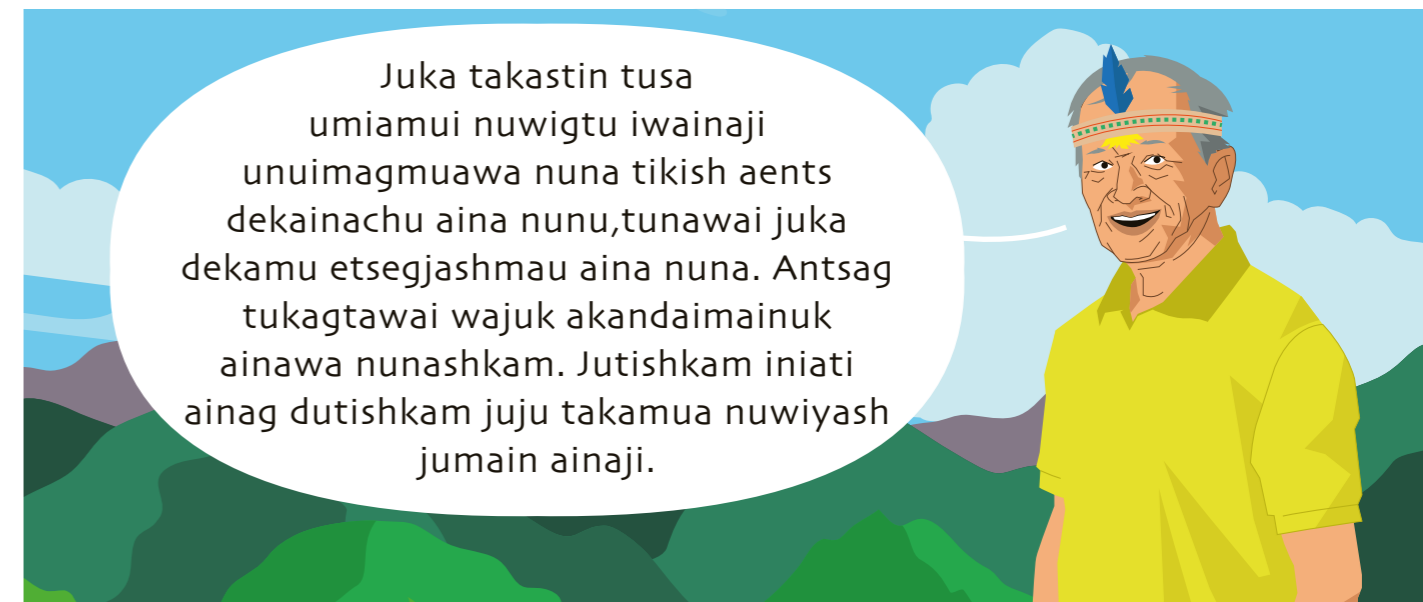 Juka takastin tusa
umiamui nuwigtu iwainaji
unuimagmuawa nuna tikish aents
dekainachu aina nunu,tunawai juka
dekamu etsegjashmau aina nuna. Antsag
tukagtawai wajuk akandaimainuk
ainawa nunashkam. Jutishkam iniati
ainag dutishkam juju takamua nuwiyash
jumain ainaji.